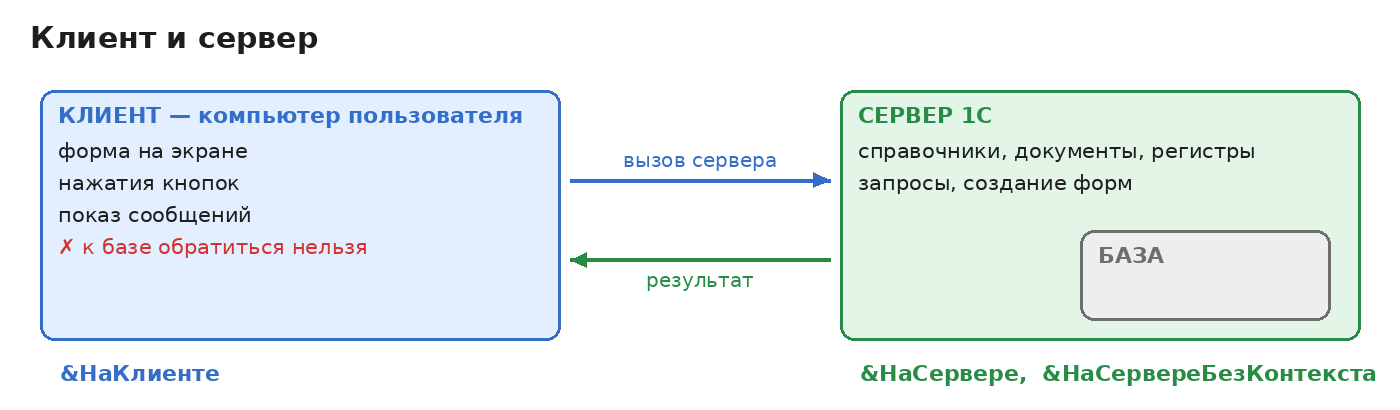 Клиент и сервер
КЛИЕНТ — компьютер пользователя
форма на экране
нажатия кнопок
показ сообщений
✗ к базе обратиться нельзя
вызов сервера
результат
СЕРВЕР 1С
справочники, документы, регистры
запросы, создание форм
БАЗА
&НаКлиенте
&НаСервере, &НаСервереБезКонтекста